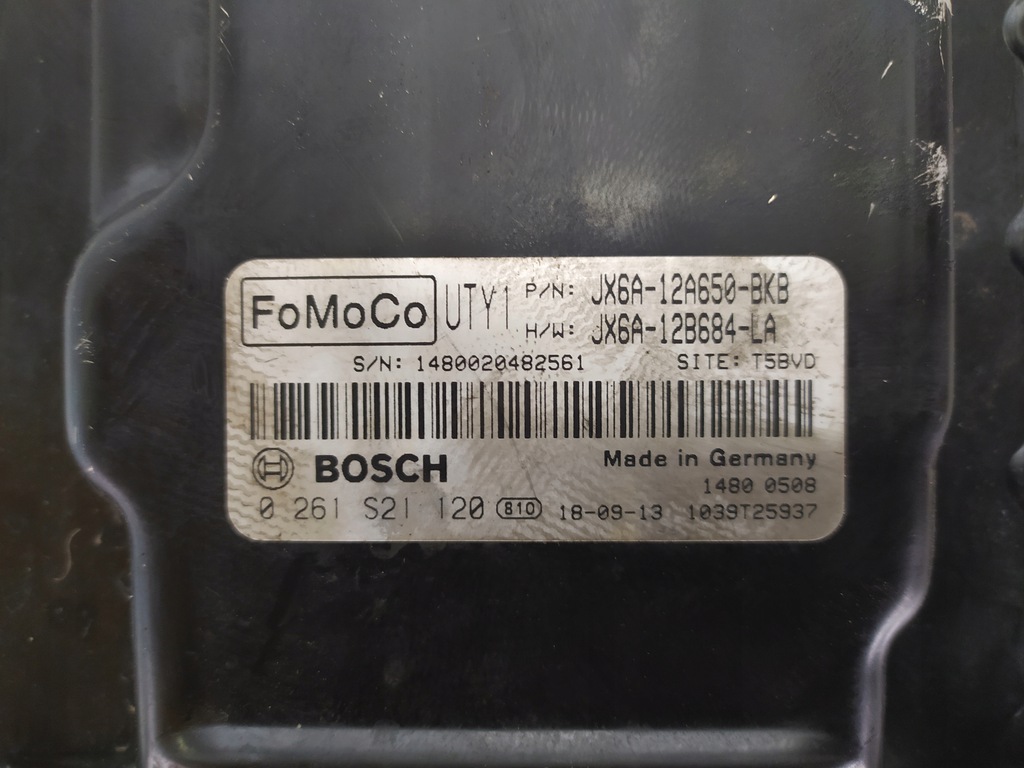 FoMoCo UTY1 P/N: JX6A-12A650-BKB
H/W: JX6A-12B684-LA
S/N: 1480020482561 SITE: T5BVD
BOSCH Made in Germany
1480 0508
0 261 S21 120 810 18-09-13 1039T25937